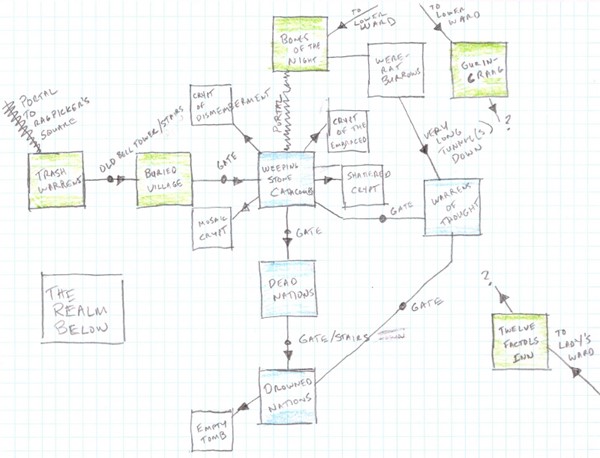 TO
LOWER
WARD
TO
LOWER
WARD
BONES
OF THE
NIGHT
WERE-
RAT
BURROWS
GURIN-
GRAAG
?
PORTAL
TO
RAGPICKER'S
SQUARE
CRYPT
OF
DISMEMBERMENT
PORTAL
CRYPT
OF THE
EMBRACED
VERY
LONG
TUNNEL(S)
DOWN
TRASH
WARRENS
OLD BELL TOWER/STAIRS
BURIED
VILLAGE
GATE
WEEPING
STONE
CATACOMB
SHATTERED
CRYPT
MOSAIC
CRYPT
GATE
WARRENS
OF
THOUGHT
GATE
THE
REALM
BELOW
DEAD
NATIONS
GATE
?
GATE/STAIRS
TWELVE
FACTOLS
INN
TO
LADY'S
WARD
DROWNED
NATIONS
EMPTY
TOMB